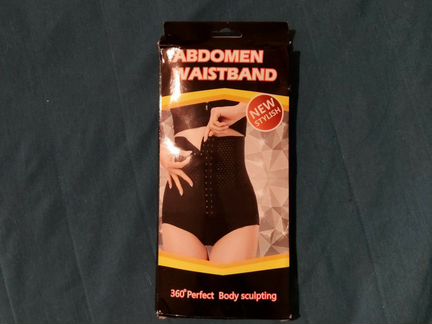 ABDOMEN
WAISTBAND
NEW
STYLISH
360°Perfect Body sculpting